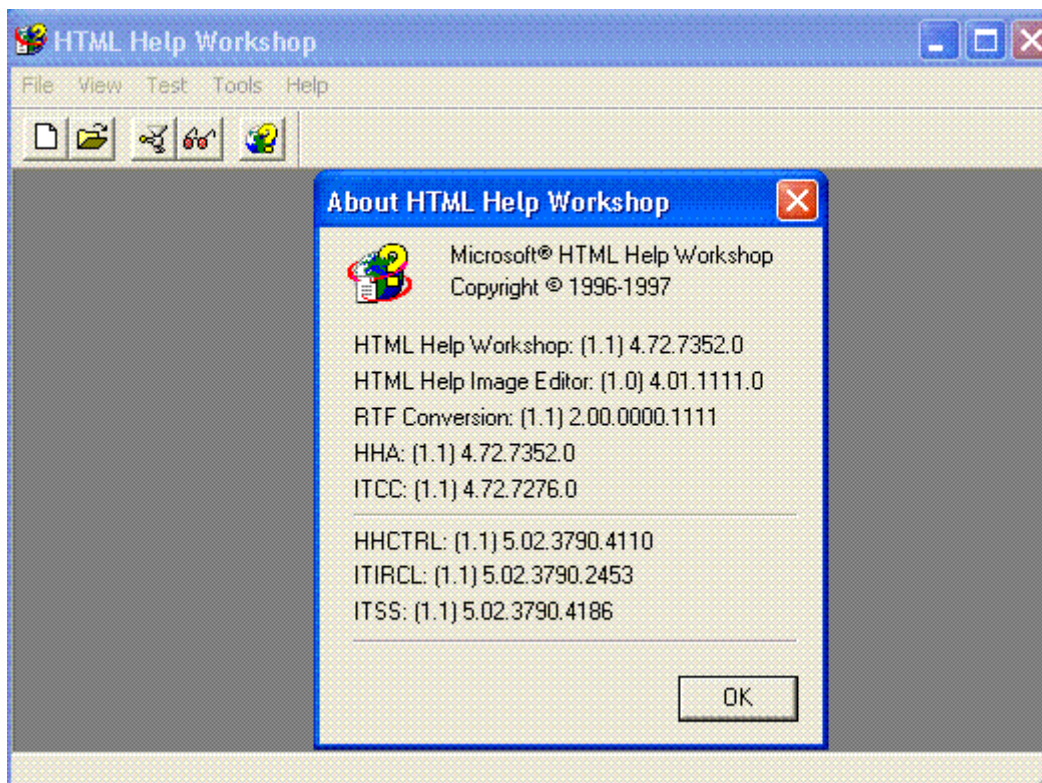 HTML Help Workshop
File View Test Tools Help
About HTML Help Workshop
Microsoft® HTML Help Workshop
Copyright © 1996-1997
HTML Help Workshop: (1.1) 4.72.7352.0
HTML Help Image Editor: (1.0) 4.01.1111.0
RTF Conversion: (1.1) 2.00.0000.1111
HHA: (1.1) 4.72.7352.0
ITCC: (1.1) 4.72.7276.0
HHCTRL: (1.1) 5.02.3790.4110
ITIRCL: (1.1) 5.02.3790.2453
ITSS: (1.1) 5.02.3790.4186
OK